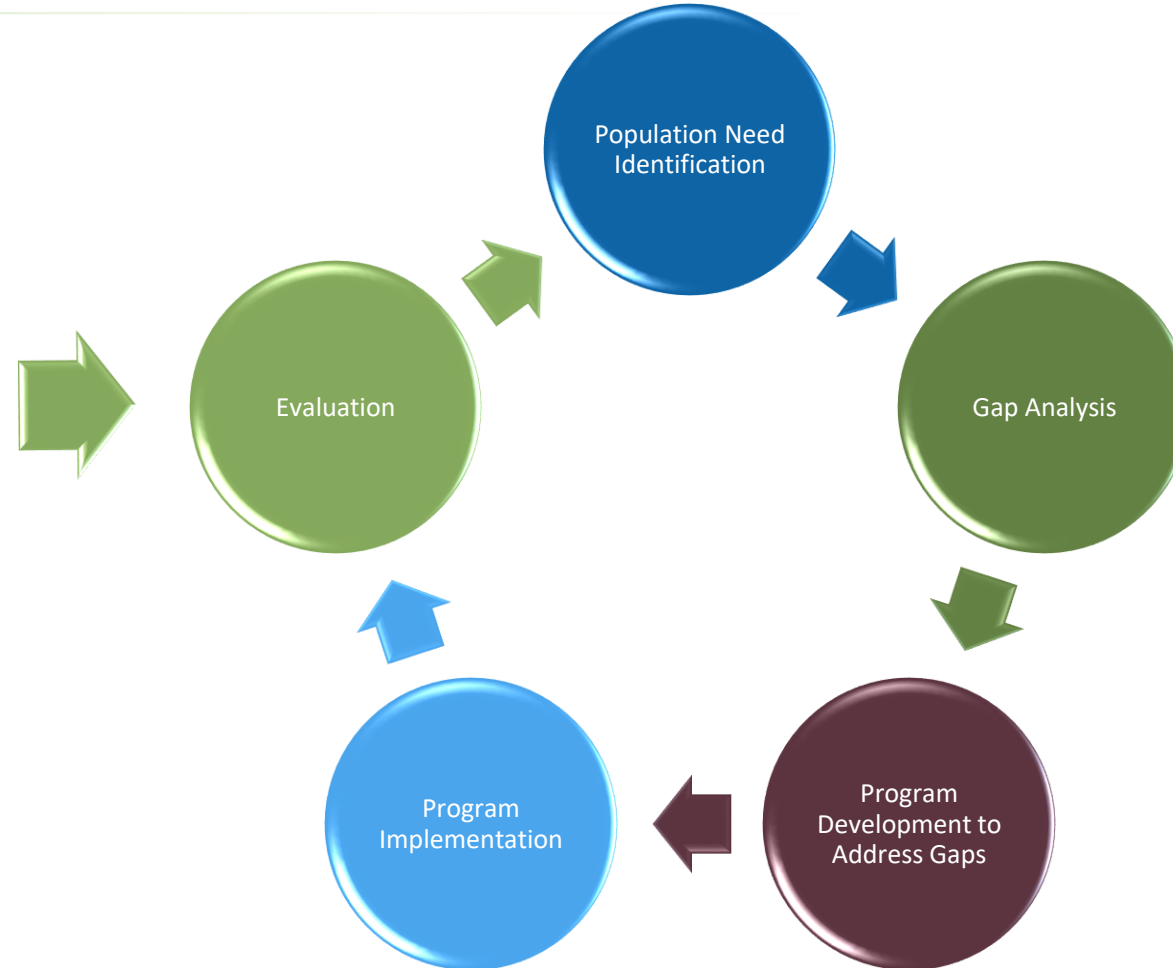 Population Need
Identification
Gap Analysis
Program
Development to
Address Gaps
Program
Implementation
Evaluation